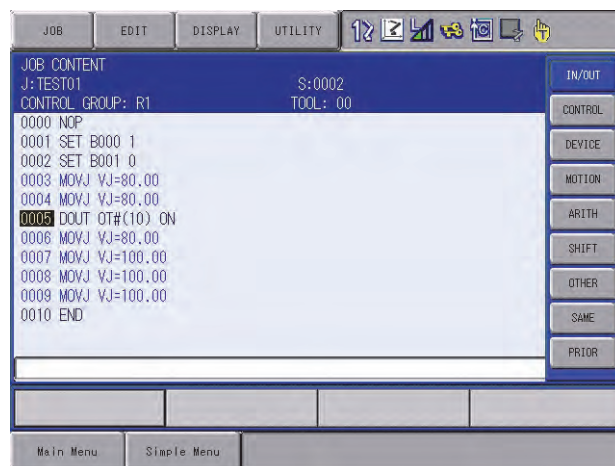 JOB EDIT DISPLAY UTILITY
JOB CONTENT
J:TEST01 S:0002
CONTROL GROUP: R1 TOOL: 00
0000 NOP
0001 SET B000 1
0002 SET B001 0
0003 MOVJ VJ=80.00
0004 MOVJ VJ=80.00
0005 DOUT OT#(10) ON
0006 MOVJ VJ=80.00
0007 MOVJ VJ=100.00
0008 MOVJ VJ=100.00
0009 MOVJ VJ=100.00
0010 END
IN/OUT
CONTROL
DEVICE
MOTION
ARITH
SHIFT
OTHER
SAME
PRIOR
Main Menu Simple Menu